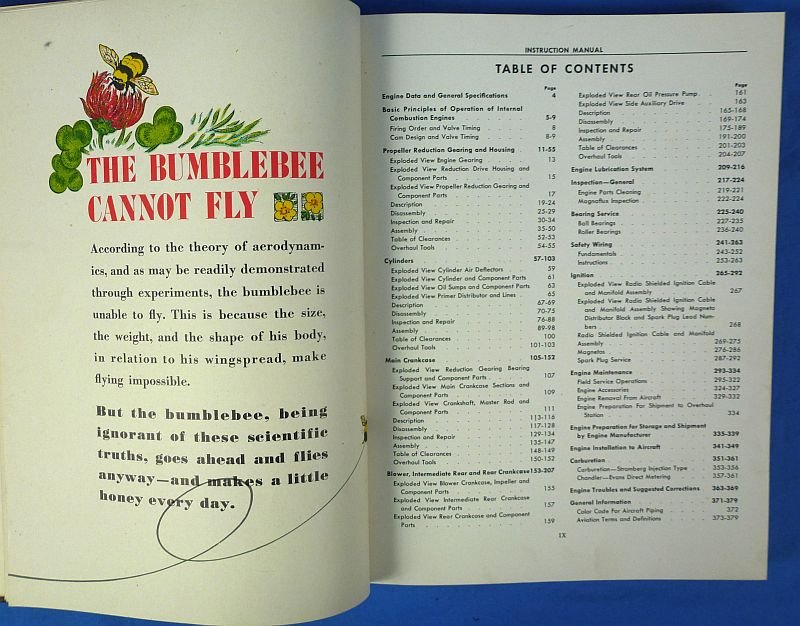 THE BUMBLEBEE
CANNOT FLY
According to the theory of aerodynam-
ics, and as may be readily demonstrated
through experiments, the bumblebee is
unable to fly. This is because the size,
the weight, and the shape of his body,
in relation to his wingspread, make
flying impossible.
But the bumblebee, being
ignorant of these scientific
truths, goes ahead and flies
anyway—and makes a little
honey every day.
INSTRUCTION MANUAL
TABLE OF CONTENTS
Page
Engine Data and General Specifications 4
Basic Principles of Operation of Internal
Combustion Engines 5-9
Firing Order and Valve Timing 8
Cam Design and Valve Timing 8-9
Propeller Reduction Gearing and Housing 11-55
Exploded View Engine Gearing 13
Exploded View Reduction Drive Housing and
Component Parts 15
Exploded View Propeller Reduction Gearing and
Component Parts 17
Description 19-24
Disassembly 25-29
Inspection and Repair 30-34
Assembly 35-50
Table of Clearances 52-53
Overhaul Tools 54-55
Cylinders 57-103
Exploded View Cylinder Air Deflectors 59
Exploded View Cylinder and Component Parts 61
Exploded View Oil Sumps and Component Parts 63
Exploded View Primer Distributor and Lines 65
Description 67-69
Disassembly 70-75
Inspection and Repair 76-88
Assembly 89-98
Table of Clearances 100
Overhaul Tools 101-103
Main Crankcase 105-152
Exploded View Reduction Gearing Bearing
Support and Component Parts 107
Exploded View Main Crankcase Sections and
Component Parts 109
Exploded View Crankshaft, Master Rod and
Component Parts 111
Description 113-116
Disassembly 117-128
Inspection and Repair 129-134
Assembly 135-147
Table of Clearances 148-149
Overhaul Tools 150-152
Blower, Intermediate Rear and Rear Crankcase 153-207
Exploded View Blower Crankcase, Impeller and
Component Parts 155
Exploded View Intermediate Rear Crankcase
and Component Parts 157
Exploded View Rear Crankcase and Component
Parts 159
Page
Exploded View Rear Oil Pressure Pump 161
Exploded View Side Auxiliary Drive 163
Description 165-168
Disassembly 169-174
Inspection and Repair 175-189
Assembly 191-200
Table of Clearances 201-203
Overhaul Tools 204-207
Engine Lubrication System 209-216
Inspection—General 217-224
Engine Parts Cleaning 219-221
Magnaflux Inspection 222-224
Bearing Service 225-240
Ball Bearings 227-235
Roller Bearings 236-240
Safety Wiring 241-263
Fundamentals 243-252
Instructions 253-263
Ignition 265-292
Exploded View Radio Shielded Ignition Cable
and Manifold Assembly 267
Exploded View Radio Shielded Ignition Cable
and Manifold Assembly Showing Magneto
Distributor Block and Spark Plug Lead Num-
bers 268
Radio Shielded Ignition Cable and Manifold
Assembly 269-275
Magnetos 276-286
Spark Plug Service 287-292
Engine Maintenance 293-334
Field Service Operations 295-322
Engine Accessories 324-327
Engine Removal From Aircraft 329-332
Engine Preparation For Shipment to Overhaul
Station 334
Engine Preparation for Storage and Shipment
by Engine Manufacturer 335-339
Engine Installation to Aircraft 341-349
Carburetion 351-361
Carburetion—Stromberg Injection Type 353-356
Chandler—Evans Direct Metering 357-361
Engine Troubles and Suggested Corrections 363-369
General Information 371-379
Color Code For Aircraft Piping 372
Aviation Terms and Definitions 373-379
IX